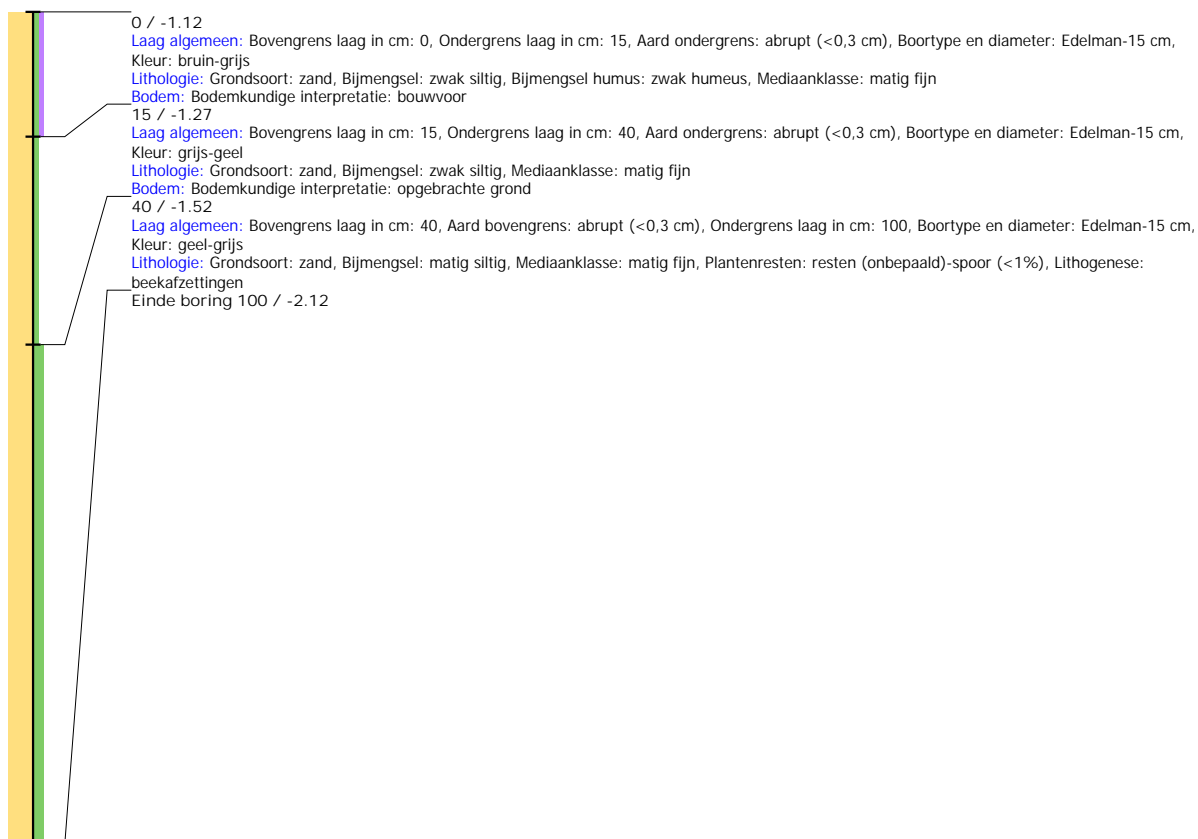 0 / -1.12
Laag algemeen: Bovengrens laag in cm: 0, Ondergrens laag in cm: 15, Aard ondergrens: abrupt (<0,3 cm), Boortype en diameter: Edelman-15 cm,
Kleur: bruin-grijs
Lithologie: Grondsoort: zand, Bijmengsel: zwak siltig, Bijmengsel humus: zwak humeus, Mediaanklasse: matig fijn
Bodem: Bodemkundige interpretatie: bouwvoor
15 / -1.27
Laag algemeen: Bovengrens laag in cm: 15, Ondergrens laag in cm: 40, Aard ondergrens: abrupt (<0,3 cm), Boortype en diameter: Edelman-15 cm,
Kleur: grijs-geel
Lithologie: Grondsoort: zand, Bijmengsel: zwak siltig, Mediaanklasse: matig fijn
Bodem: Bodemkundige interpretatie: opgebrachte grond
40 / -1.52
Laag algemeen: Bovengrens laag in cm: 40, Aard bovengrens: abrupt (<0,3 cm), Ondergrens laag in cm: 100, Boortype en diameter: Edelman-15 cm,
Kleur: geel-grijs
Lithologie: Grondsoort: zand, Bijmengsel: matig siltig, Mediaanklasse: matig fijn, Plantenresten: resten (onbepaald)-spoor (<1%), Lithogenese:
beekafzettingen
Einde boring 100 / -2.12